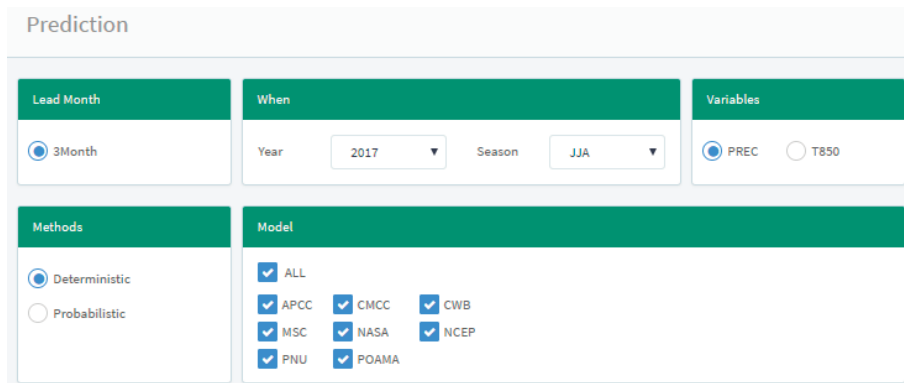 Prediction
Lead Month
When
Variables
3Month
Year 2017 Season JJA
PREC T850
Methods
Model
Deterministic
Probabilistic
ALL
APCC CMCC CWB
MSC NASA NCEP
PNU POAMA